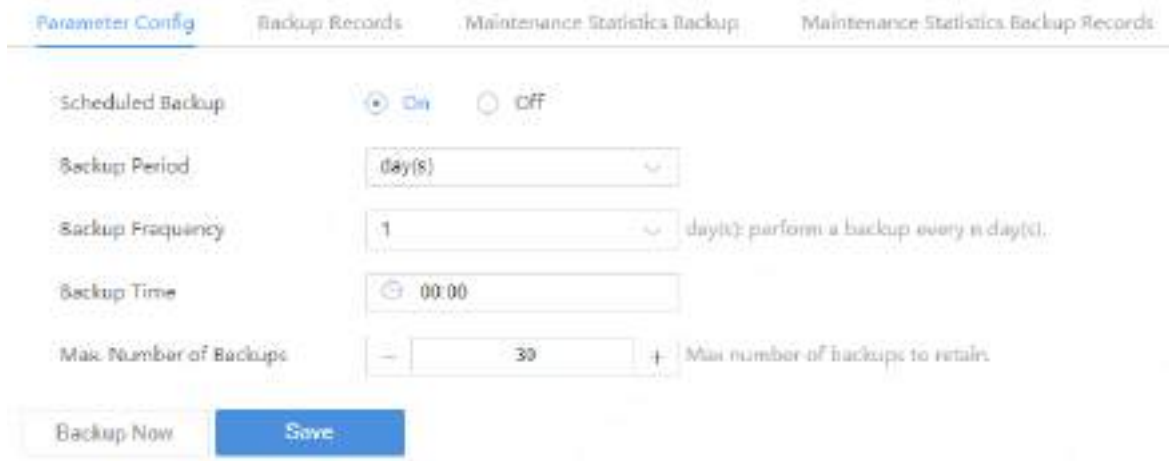 Parameter Config Backup Records Maintenance Statistics Backup Maintenance Statistics Backup Records
Scheduled Backup On Off
Backup Period day(s)
Backup Frequency 1 day(s): perform a backup every n day(s).
Backup Time 00:00
Max. Number of Backups − 30 + Max number of backups to retain.
Backup Now Save